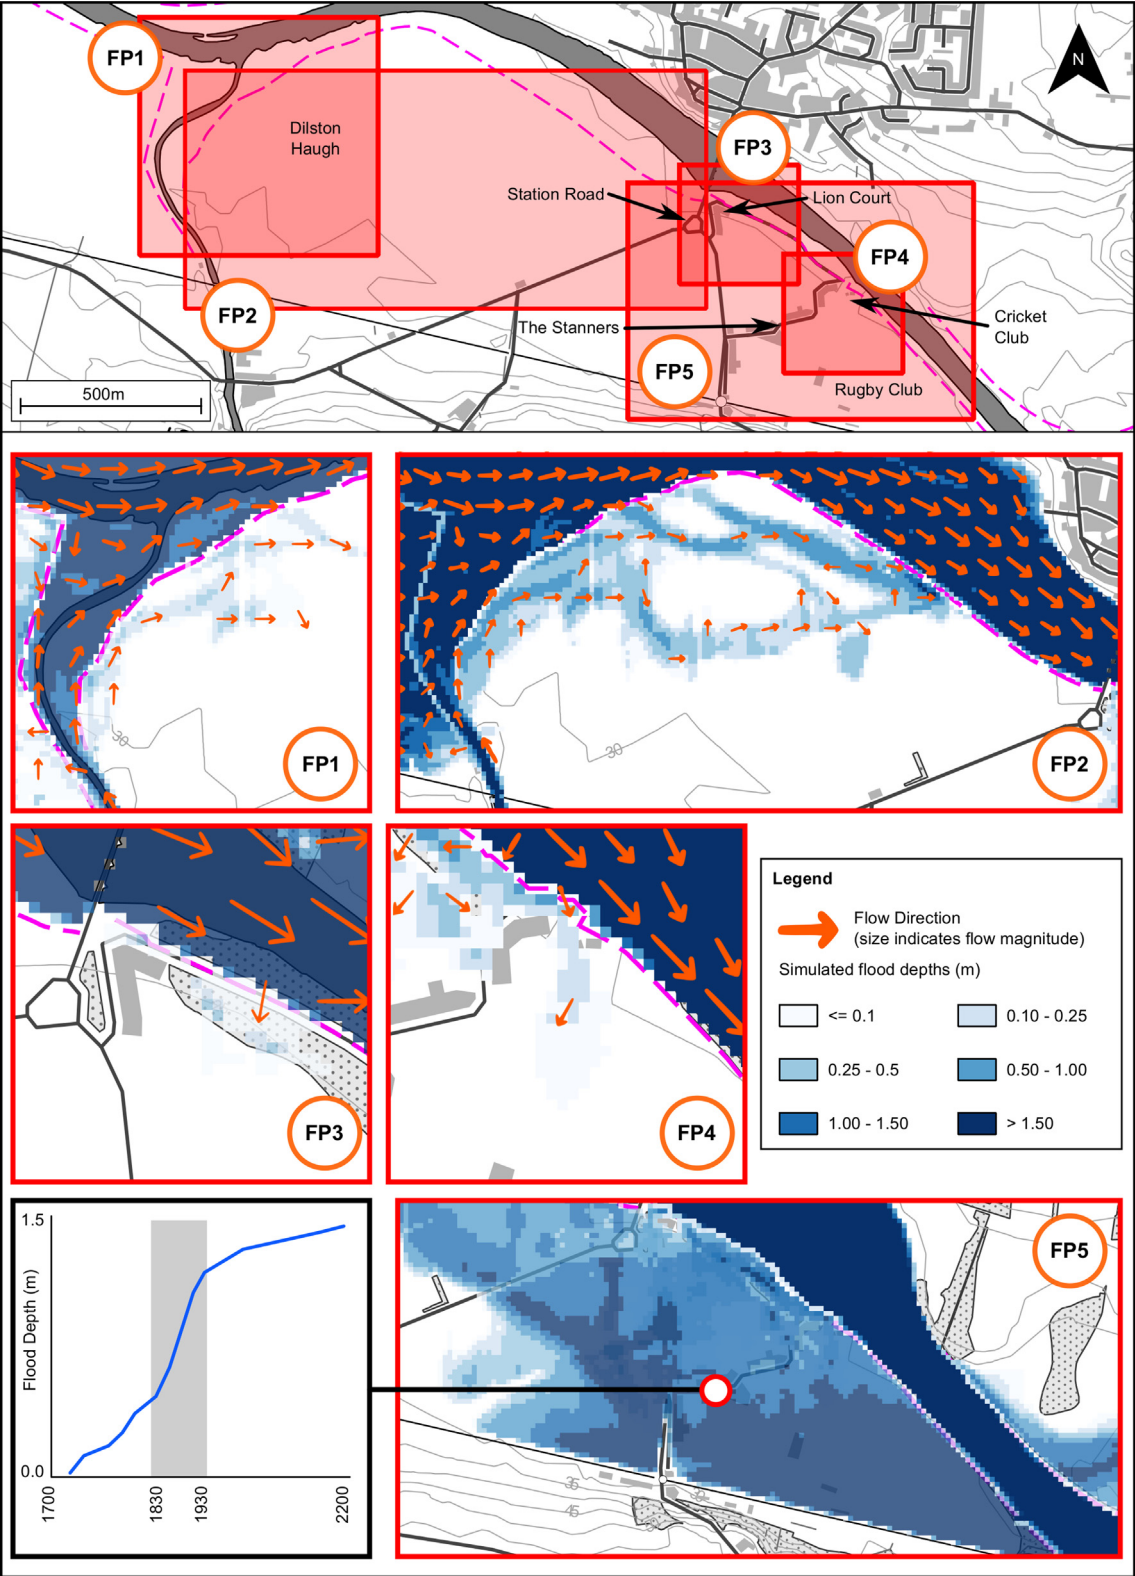 FP1
N
Dilston
Haugh
FP3
Station Road
Lion Court
FP4
FP2
The Stanners
Cricket
Club
FP5
500m
Rugby Club
30
FP1
30
FP2
FP3
FP4
Legend
Flow Direction
(size indicates flow magnitude)
Simulated flood depths (m)
<= 0.1
0.10 - 0.25
0.25 - 0.5
0.50 - 1.00
1.00 - 1.50
> 1.50
1.5
Flood Depth (m)
0.0
1700
1830
1930
2200
FP5
35
45